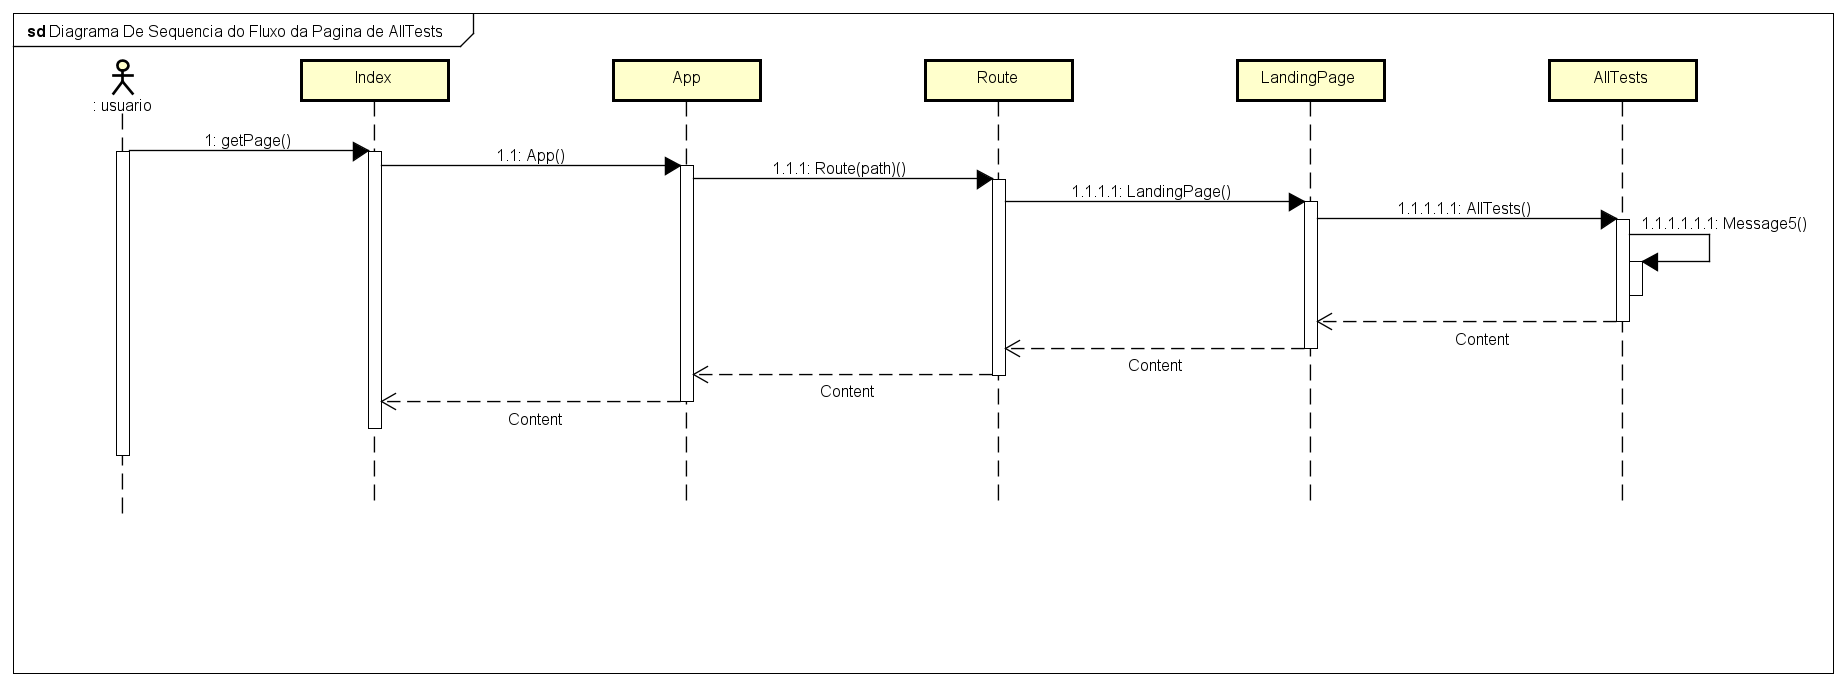 sd Diagrama De Sequencia do Fluxo da Pagina de AllTests
: usuario
Index
App
Route
LandingPage
AllTests
1: getPage()
1.1: App()
1.1.1: Route(path)()
1.1.1.1: LandingPage()
1.1.1.1.1: AllTests()
1.1.1.1.1.1: Message5()
Content
Content
Content
Content